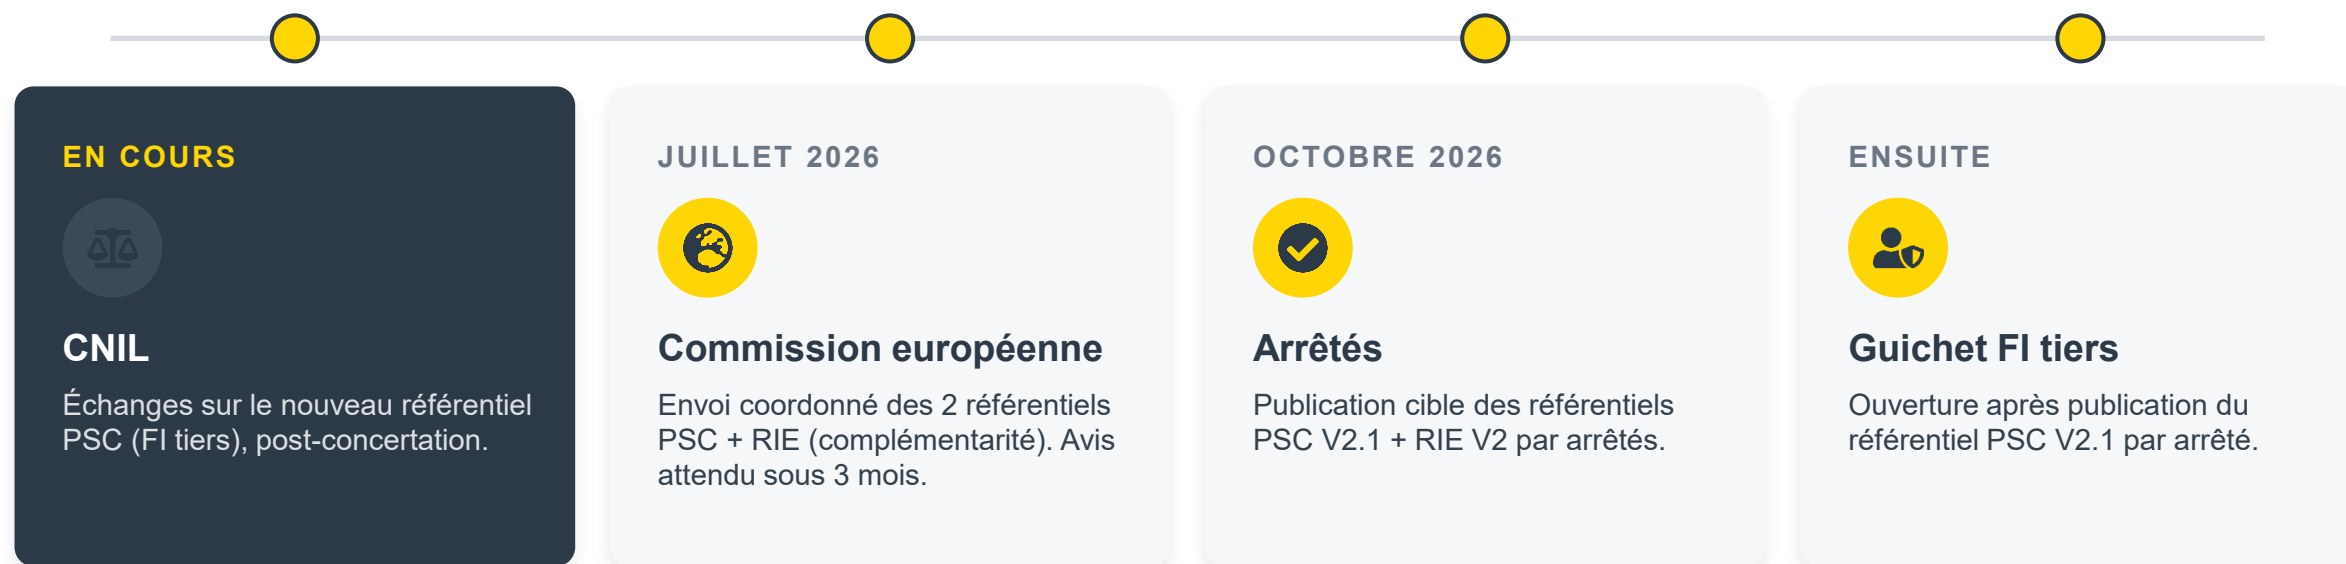 EN COURS
CNIL
Échanges sur le nouveau référentiel
PSC (FI tiers), post-concertation.
JUILLET 2026
Commission européenne
Envoi coordonné des 2 référentiels
PSC + RIE (complémentarité). Avis
attendu sous 3 mois.
OCTOBRE 2026
Arrêtés
Publication cible des référentiels
PSC V2.1 + RIE V2 par arrêtés.
ENSUITE
Guichet FI tiers
Ouverture après publication du
référentiel PSC V2.1 par arrêté.